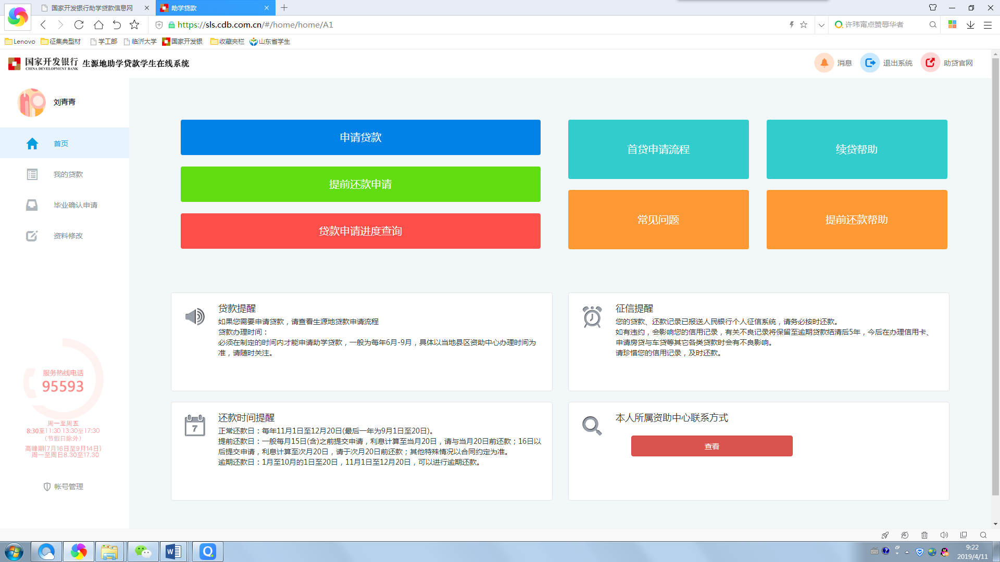 国家开发银行助学贷款信息网
助学贷款
https://sls.cdb.com.cn/#/home/home/A1
许玮甯点赞辱华者
Lenovo
征集典型材
学工部
临沂大学
国家开发银
收藏夹栏
山东省学生
国家开发银行
CHINA DEVELOPMENT BANK
生源地助学贷款学生在线系统
消息
退出系统
助贷官网
刘青青
首页
我的贷款
毕业确认申请
资料修改
服务热线电话
95593
周一至周五
8:30至11:30 13:30至17:30
(节假日除外)
高峰期(7月16日至9月14日)
周一至周日8.30至17.30
帐号管理
申请贷款
提前还款申请
贷款申请进度查询
首贷申请流程
续贷帮助
常见问题
提前还款帮助
贷款提醒
如果您需要申请贷款，请查看生源地贷款申请流程
贷款办理时间：
必须在制定的时间内才能申请助学贷款，一般为每年6月-9月，具体以当地县区资助中心办理时间为
准，请随时关注。
征信提醒
您的贷款、还款记录已报送人民银行个人征信系统，请务必按时还款。
如有违约，会影响您的信用记录，有关不良记录将保留至逾期贷款结清后5年，今后在办理信用卡、
申请房贷与车贷等其它各类贷款时会有不良影响。
请珍惜您的信用记录，及时还款。
7
还款时间提醒
正常还款日：每年11月1日至12月20日(最后一年为9月1日至20日)。
提前还款日：一般每月15日(含)之前提交申请，利息计算至当月20日，请与当月20日前还款；16日以
后提交申请，利息计算至次月20日，请于次月20日前还款；其他特殊情况以合同约定为准。
逾期还款日：1月至10月的1日至20日，11月1日至12月20日，可以进行逾期还款。
本人所属资助中心联系方式
查看
9:22
2019/4/11